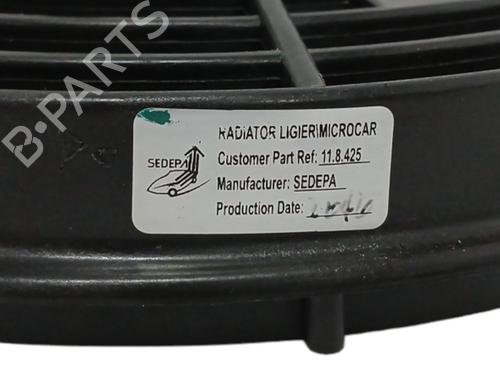 B-PARTS
RADIATOR LIGIER\MICROCAR
SEDEPA
Customer Part Ref: 11.8.425
Manufacturer: SEDEPA
Production Date: